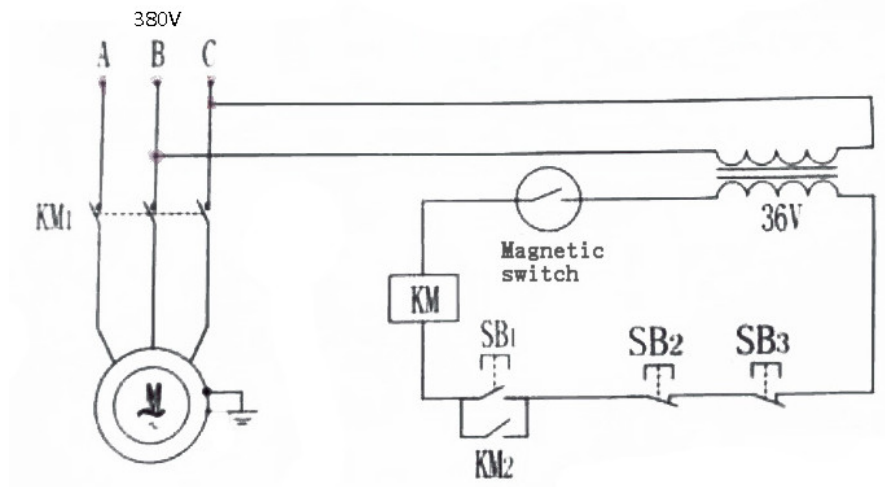 380V
A B C
KM1
36V
Magnetic
switch
KM
SB1
SB2
SB3
M
~
KM2